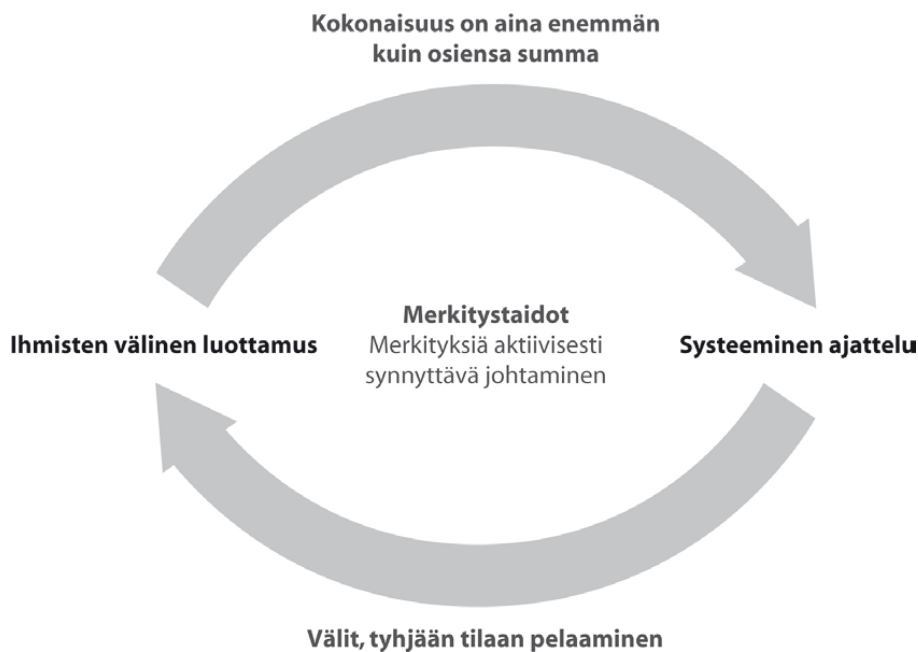 Kokonaisuus on aina enemmän
kuin osiensa summa
Ihmisten välinen luottamus
Merkitystaidot
Merkityksiä aktiivisesti
synnyttävä johtaminen
Systeeminen ajattelu
Välit, tyhjään tilaan pelaaminen